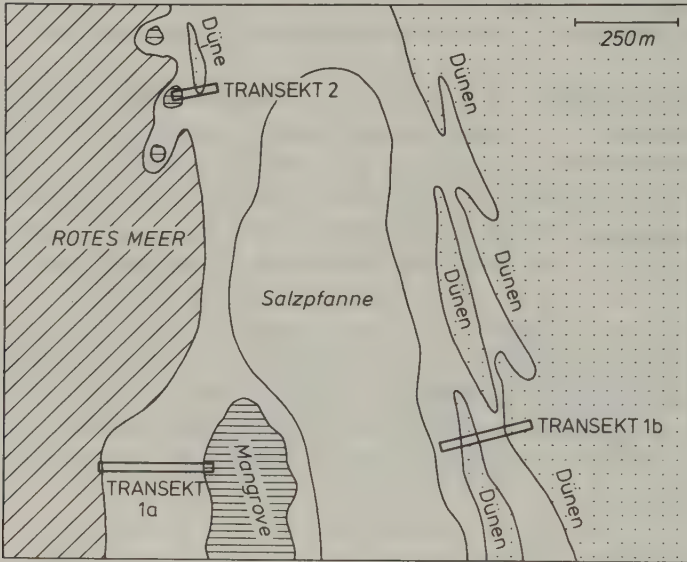 Düne
250 m
Dünen
TRANSEKT 2
ROTES MEER
Salzpfanne
Dünen
Dünen
TRANSEKT 1b
Mangrove
TRANSEKT
1a
Dünen
Dünen